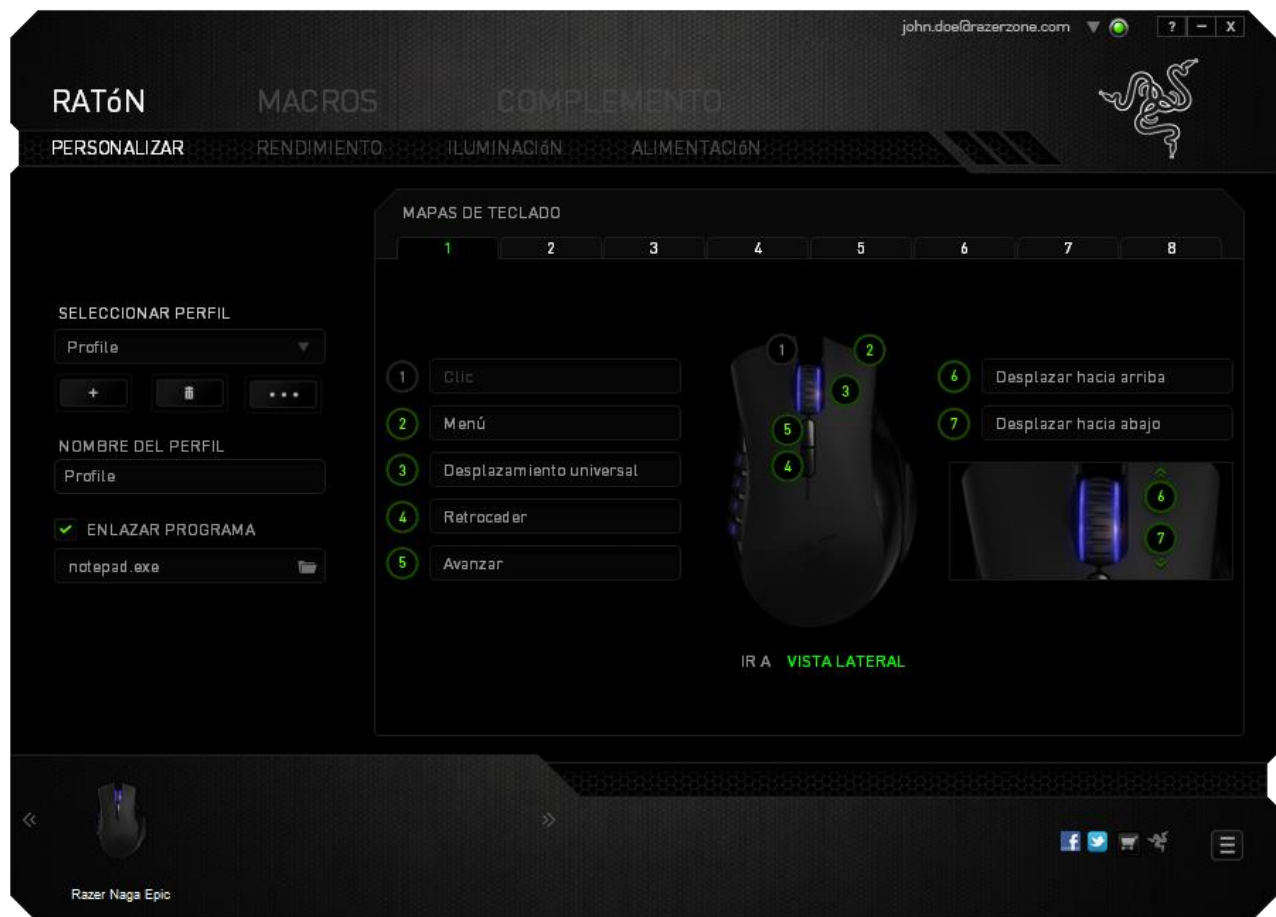 john.doe@razerzone.com
? – X
RATóN MACROS COMPLEMENTO
PERSONALIZAR RENDIMIENTO ILUMINACIóN ALIMENTACIóN
MAPAS DE TECLADO
1 2 3 4 5 6 7 8
SELECCIONAR PERFIL
Profile
+ ...
NOMBRE DEL PERFIL
Profile
ENLAZAR PROGRAMA
notepad.exe
1 Clic
2 Menú
3 Desplazamiento universal
4 Retroceder
5 Avanzar
1 2
3
5
4
6 Desplazar hacia arriba
7 Desplazar hacia abajo
6
7
IR A VISTA LATERAL
Razer Naga Epic
f